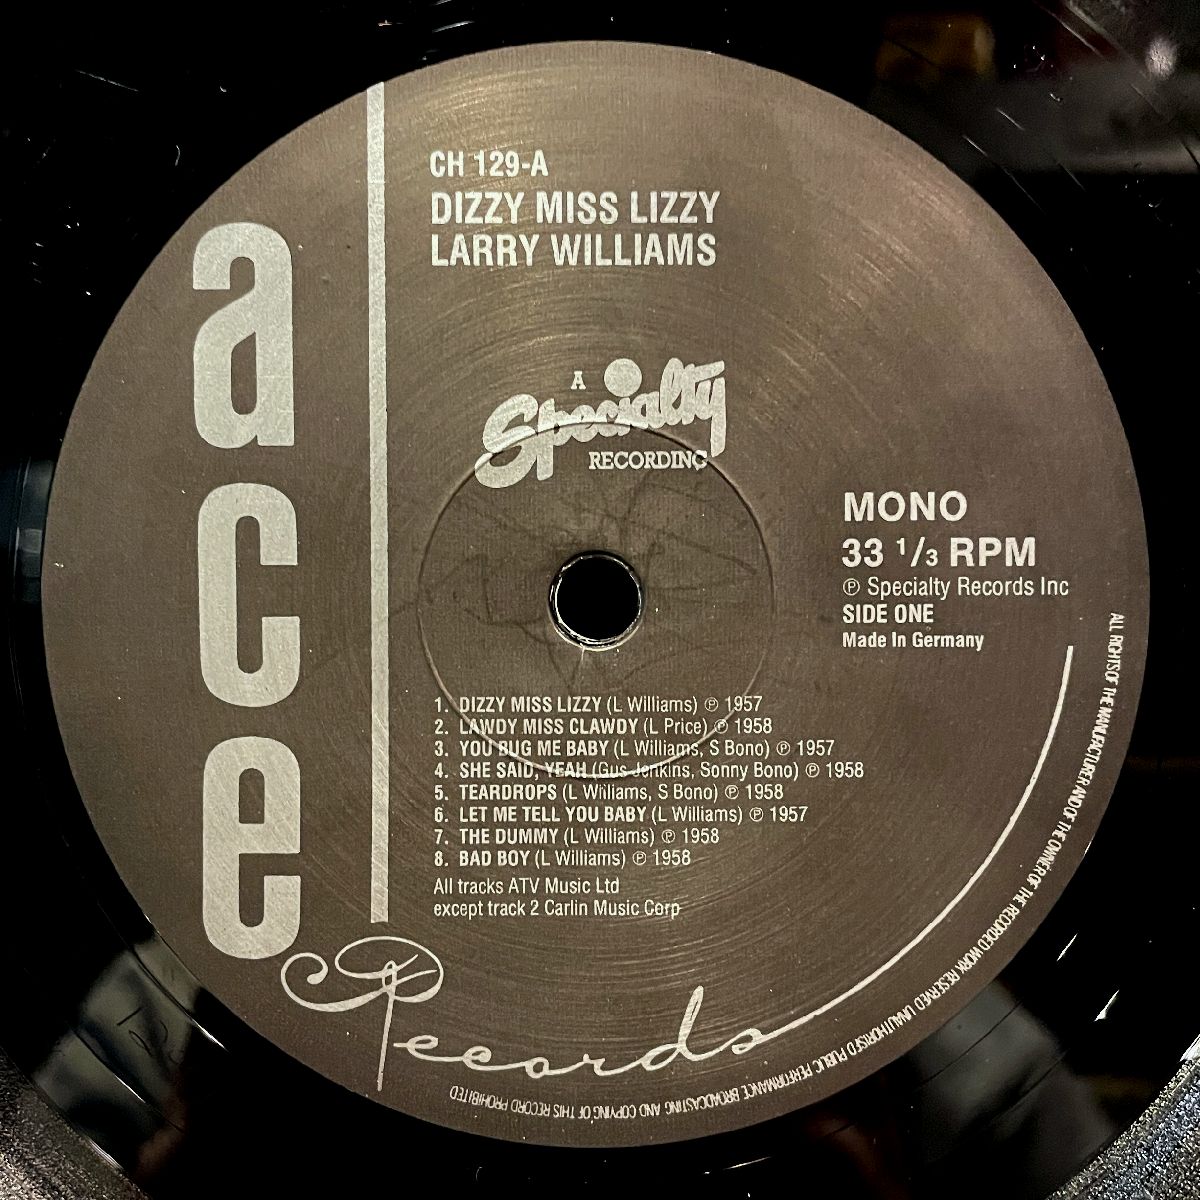 CH 129-A
DIZZY MISS LIZZY
LARRY WILLIAMS
ace
Records
A
Specialty
RECORDING
MONO
33 1/3 RPM
℗ Specialty Records Inc
SIDE ONE
Made In Germany
1. DIZZY MISS LIZZY (L Williams) ℗ 1957
2. LAWDY MISS CLAWDY (L Price) ℗ 1958
3. YOU BUG ME BABY (L Williams, S Bono) ℗ 1957
4. SHE SAID, YEAH (Gus Jenkins, Sonny Bono) ℗ 1958
5. TEARDROPS (L Williams, S Bono) ℗ 1958
6. LET ME TELL YOU BABY (L Williams) ℗ 1957
7. THE DUMMY (L Williams) ℗ 1958
8. BAD BOY (L Williams) ℗ 1958
All tracks ATV Music Ltd
except track 2 Carlin Music Corp
ALL RIGHTS OF THE MANUFACTURER AND OF THE OWNER OF THE RECORDED WORK RESERVED UNAUTHORISED PUBLIC PERFORMANCE BROADCASTING AND COPYING OF THIS RECORD PROHIBITED